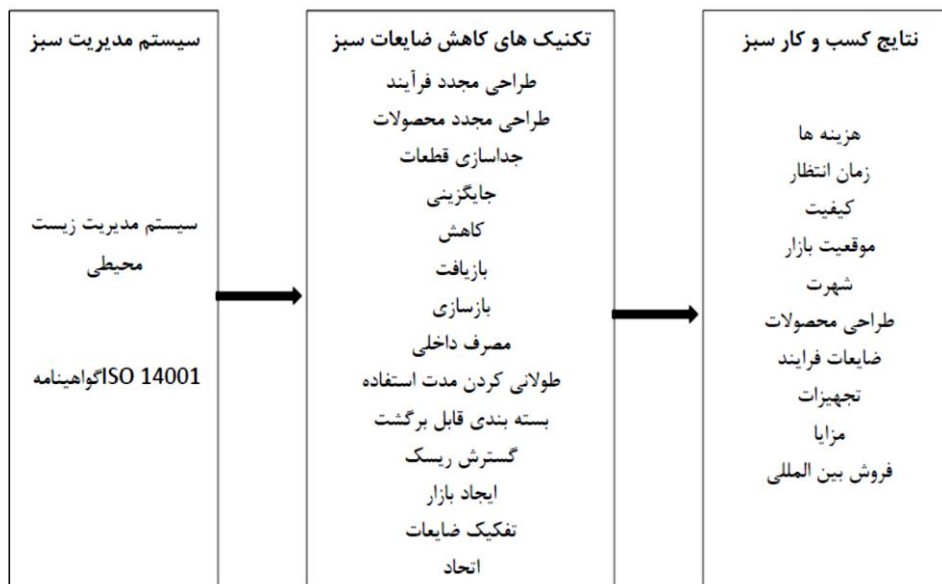 سیستم مدیریت سبز
سیستم مدیریت زیست
محیطی
گواهینامهISO 14001
تکنیک های کاهش ضایعات سبز
طراحی مجدد فرآیند
طراحی مجدد محصولات
جداسازی قطعات
جایگزینی
کاهش
بازیافت
بازسازی
مصرف داخلی
طولانی کردن مدت استفاده
بسته بندی قابل برگشت
گسترش ریسک
ایجاد بازار
تفکیک ضایعات
اتحاد
نتایج کسب و کار سبز
هزینه ها
زمان انتظار
کیفیت
موقعیت بازار
شهرت
طراحی محصولات
ضایعات فرایند
تجهیزات
مزایا
فروش بین المللی